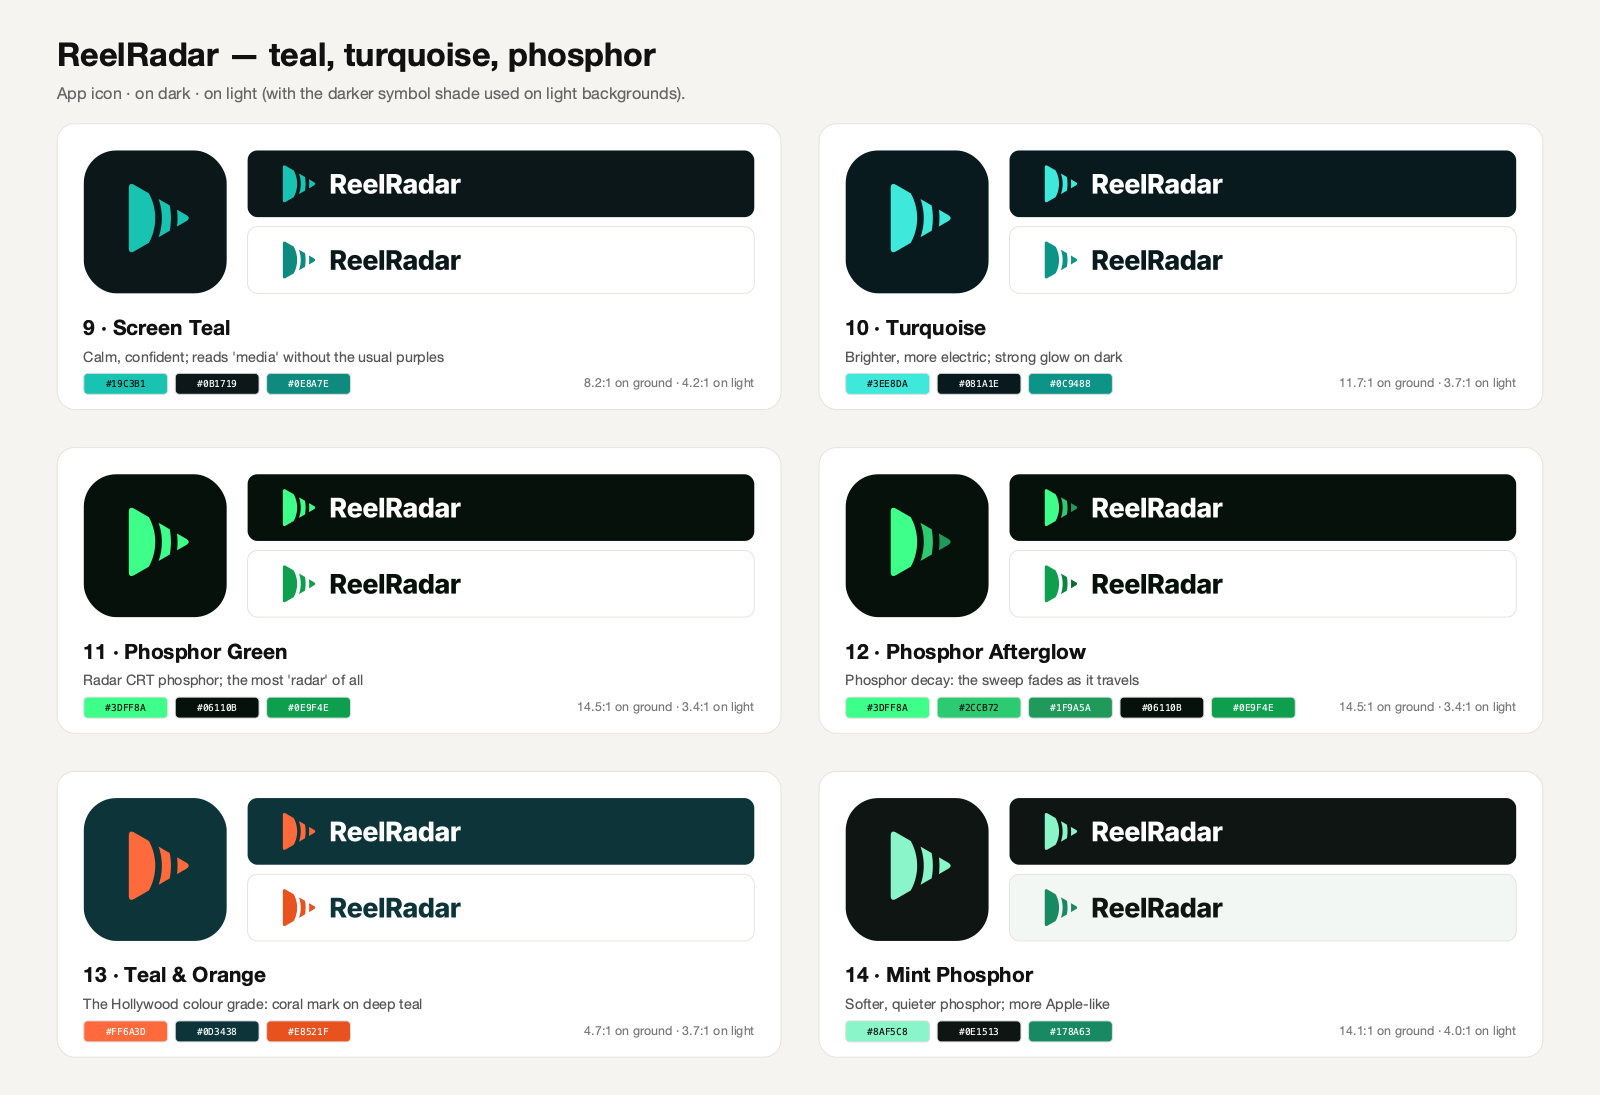 ReelRadar — teal, turquoise, phosphor
App icon · on dark · on light (with the darker symbol shade used on light backgrounds).
ReelRadar
ReelRadar
9 · Screen Teal
Calm, confident; reads 'media' without the usual purples
#19C3B1 #0B1719 #0E8A7E 8.2:1 on ground · 4.2:1 on light
ReelRadar
ReelRadar
10 · Turquoise
Brighter, more electric; strong glow on dark
#3EE8DA #081A1E #0C9488 11.7:1 on ground · 3.7:1 on light
ReelRadar
ReelRadar
11 · Phosphor Green
Radar CRT phosphor; the most 'radar' of all
#3DFF8A #06110B #0E9F4E 14.5:1 on ground · 3.4:1 on light
ReelRadar
ReelRadar
12 · Phosphor Afterglow
Phosphor decay: the sweep fades as it travels
#3DFF8A #2CCB72 #1F9A5A #06110B #0E9F4E 14.5:1 on ground · 3.4:1 on light
ReelRadar
ReelRadar
13 · Teal & Orange
The Hollywood colour grade: coral mark on deep teal
#FF6A3D #0D3438 #E8521F 4.7:1 on ground · 3.7:1 on light
ReelRadar
ReelRadar
14 · Mint Phosphor
Softer, quieter phosphor; more Apple-like
#8AF5C8 #0E1513 #178A63 14.1:1 on ground · 4.0:1 on light